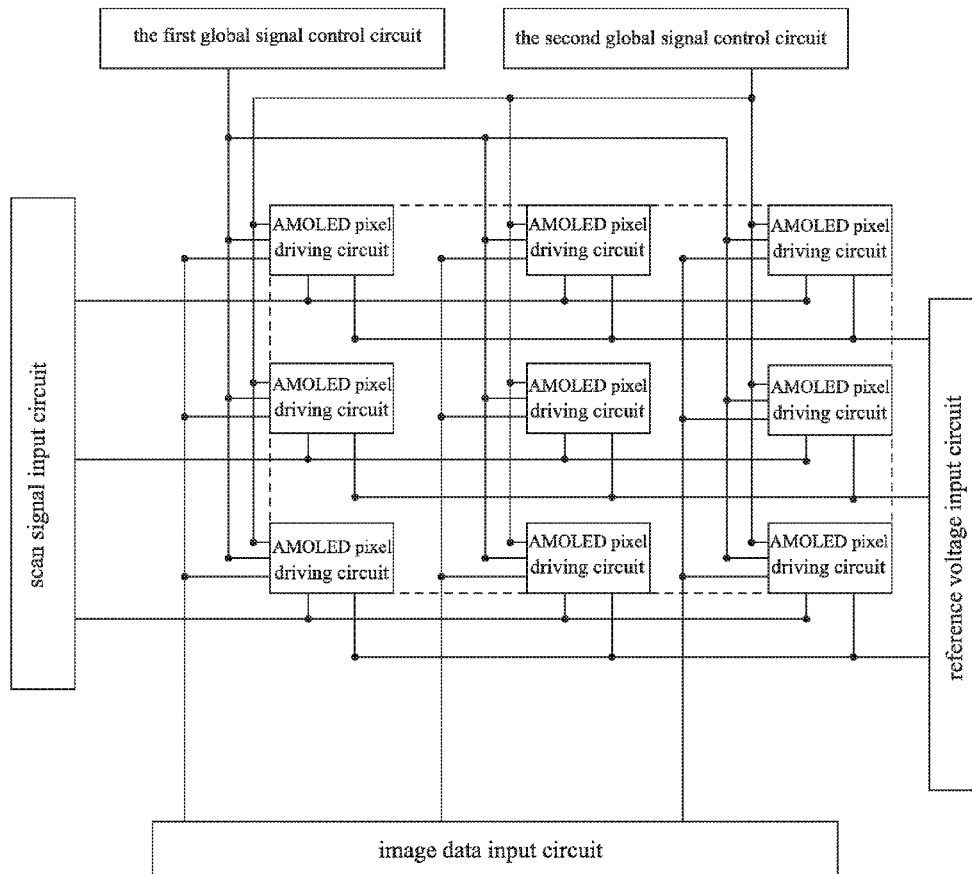 the first global signal control circuit
the second global signal control circuit
AMOLED pixel
driving circuit
AMOLED pixel
driving circuit
AMOLED pixel
driving circuit
scan signal input circuit
AMOLED pixel
driving circuit
AMOLED pixel
driving circuit
AMOLED pixel
driving circuit
reference voltage input circuit
AMOLED pixel
driving circuit
AMOLED pixel
driving circuit
AMOLED pixel
driving circuit
image data input circuit